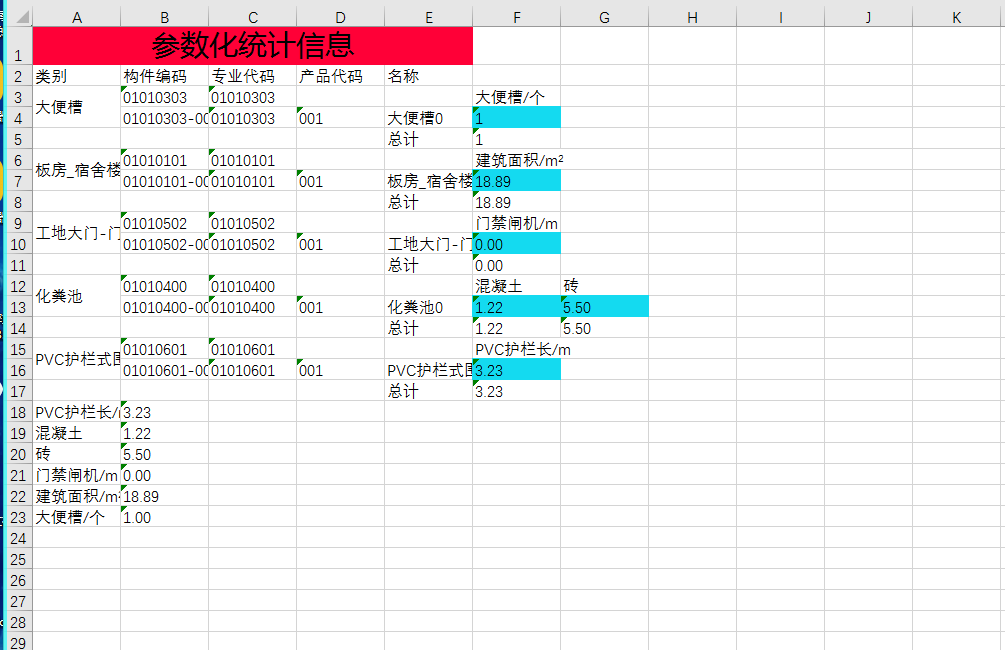 A B C D E F G H I J K
1 参数化统计信息
2 类别 构件编码 专业代码 产品代码 名称
3 大便槽 01010303 01010303 大便槽/个
4 01010303-00 01010303 001 大便槽0 1
5 总计 1
6 板房_宿舍楼 01010101 01010101 建筑面积/m²
7 01010101-00 01010101 001 板房_宿舍楼 18.89
8 总计 18.89
9 工地大门-门 01010502 01010502 门禁闸机/m
10 01010502-00 01010502 001 工地大门-门 0.00
11 总计 0.00
12 化粪池 01010400 01010400 混凝土 砖
13 01010400-00 01010400 001 化粪池0 1.22 5.50
14 总计 1.22 5.50
15 PVC护栏式围 01010601 01010601 PVC护栏长/m
16 01010601-00 01010601 001 PVC护栏式围 3.23
17 总计 3.23
18 PVC护栏长/ 3.23
19 混凝土 1.22
20 砖 5.50
21 门禁闸机/m 0.00
22 建筑面积/m² 18.89
23 大便槽/个 1.00
24
25
26
27
28
29